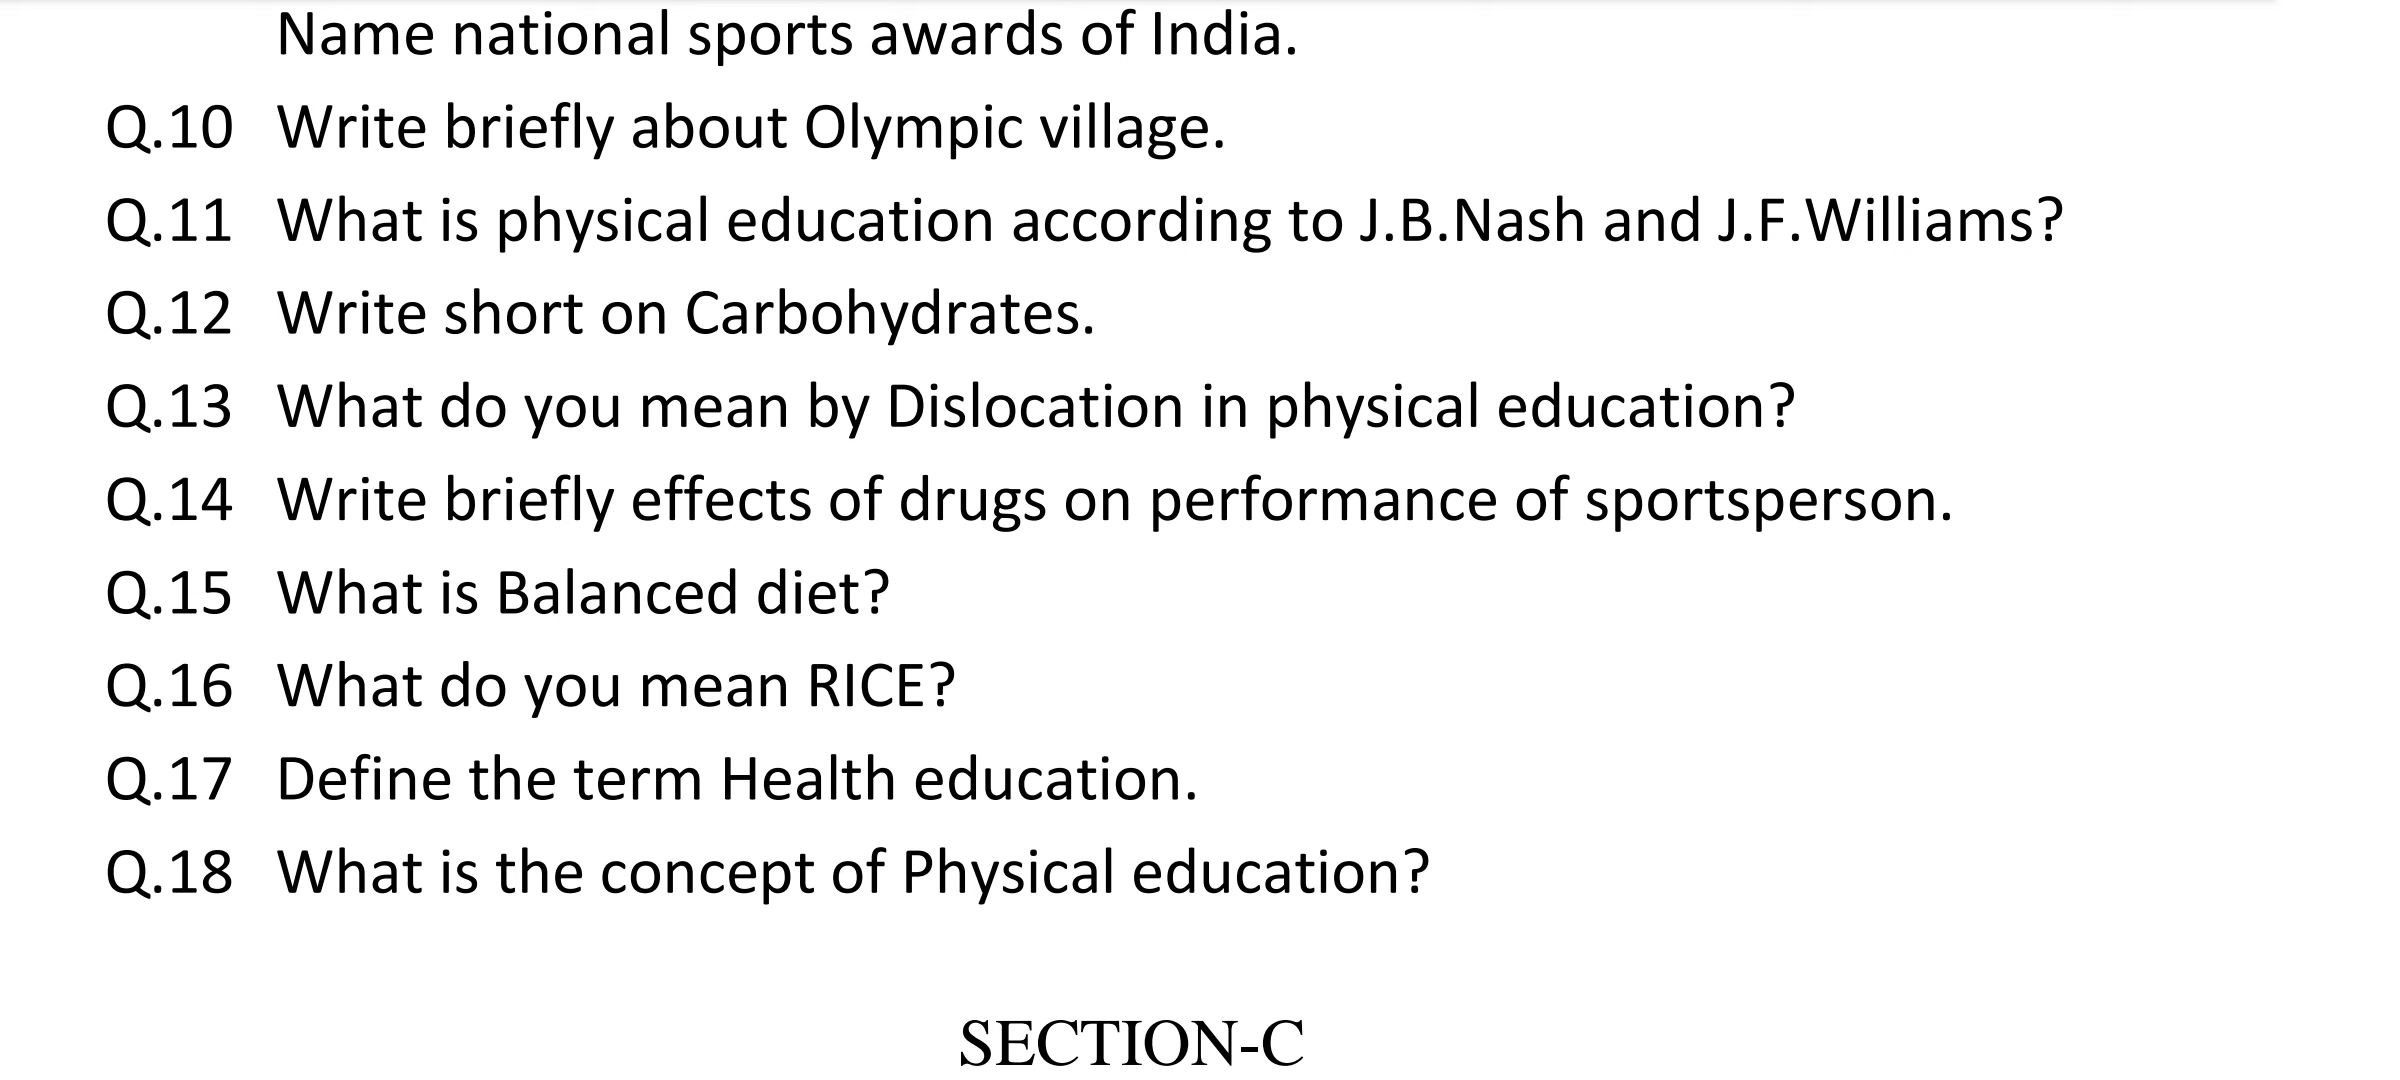 Name national sports awards of India.
Q.10 Write briefly about Olympic village.
Q.11 What is physical education according to J.B.Nash and J.F.Williams?
Q.12 Write short on Carbohydrates.
Q.13 What do you mean by Dislocation in physical education?
Q.14 Write briefly effects of drugs on performance of sportsperson.
Q.15 What is Balanced diet?
Q.16 What do you mean RICE?
Q.17 Define the term Health education.
Q.18 What is the concept of Physical education?
SECTION-C